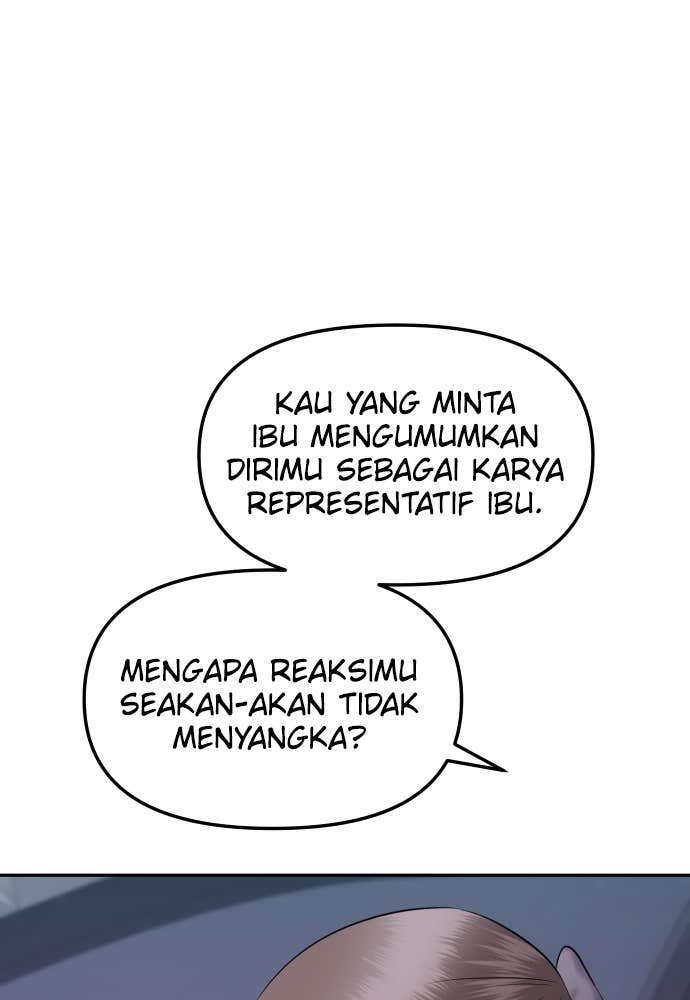 KAU YANG MINTA
IBU MENGUMUMKAN
DIRIMU SEBAGAI KARYA
REPRESENTATIF IBU.
MENGAPA REAKSIMU
SEAKAN-AKAN TIDAK
MENYANGKA?